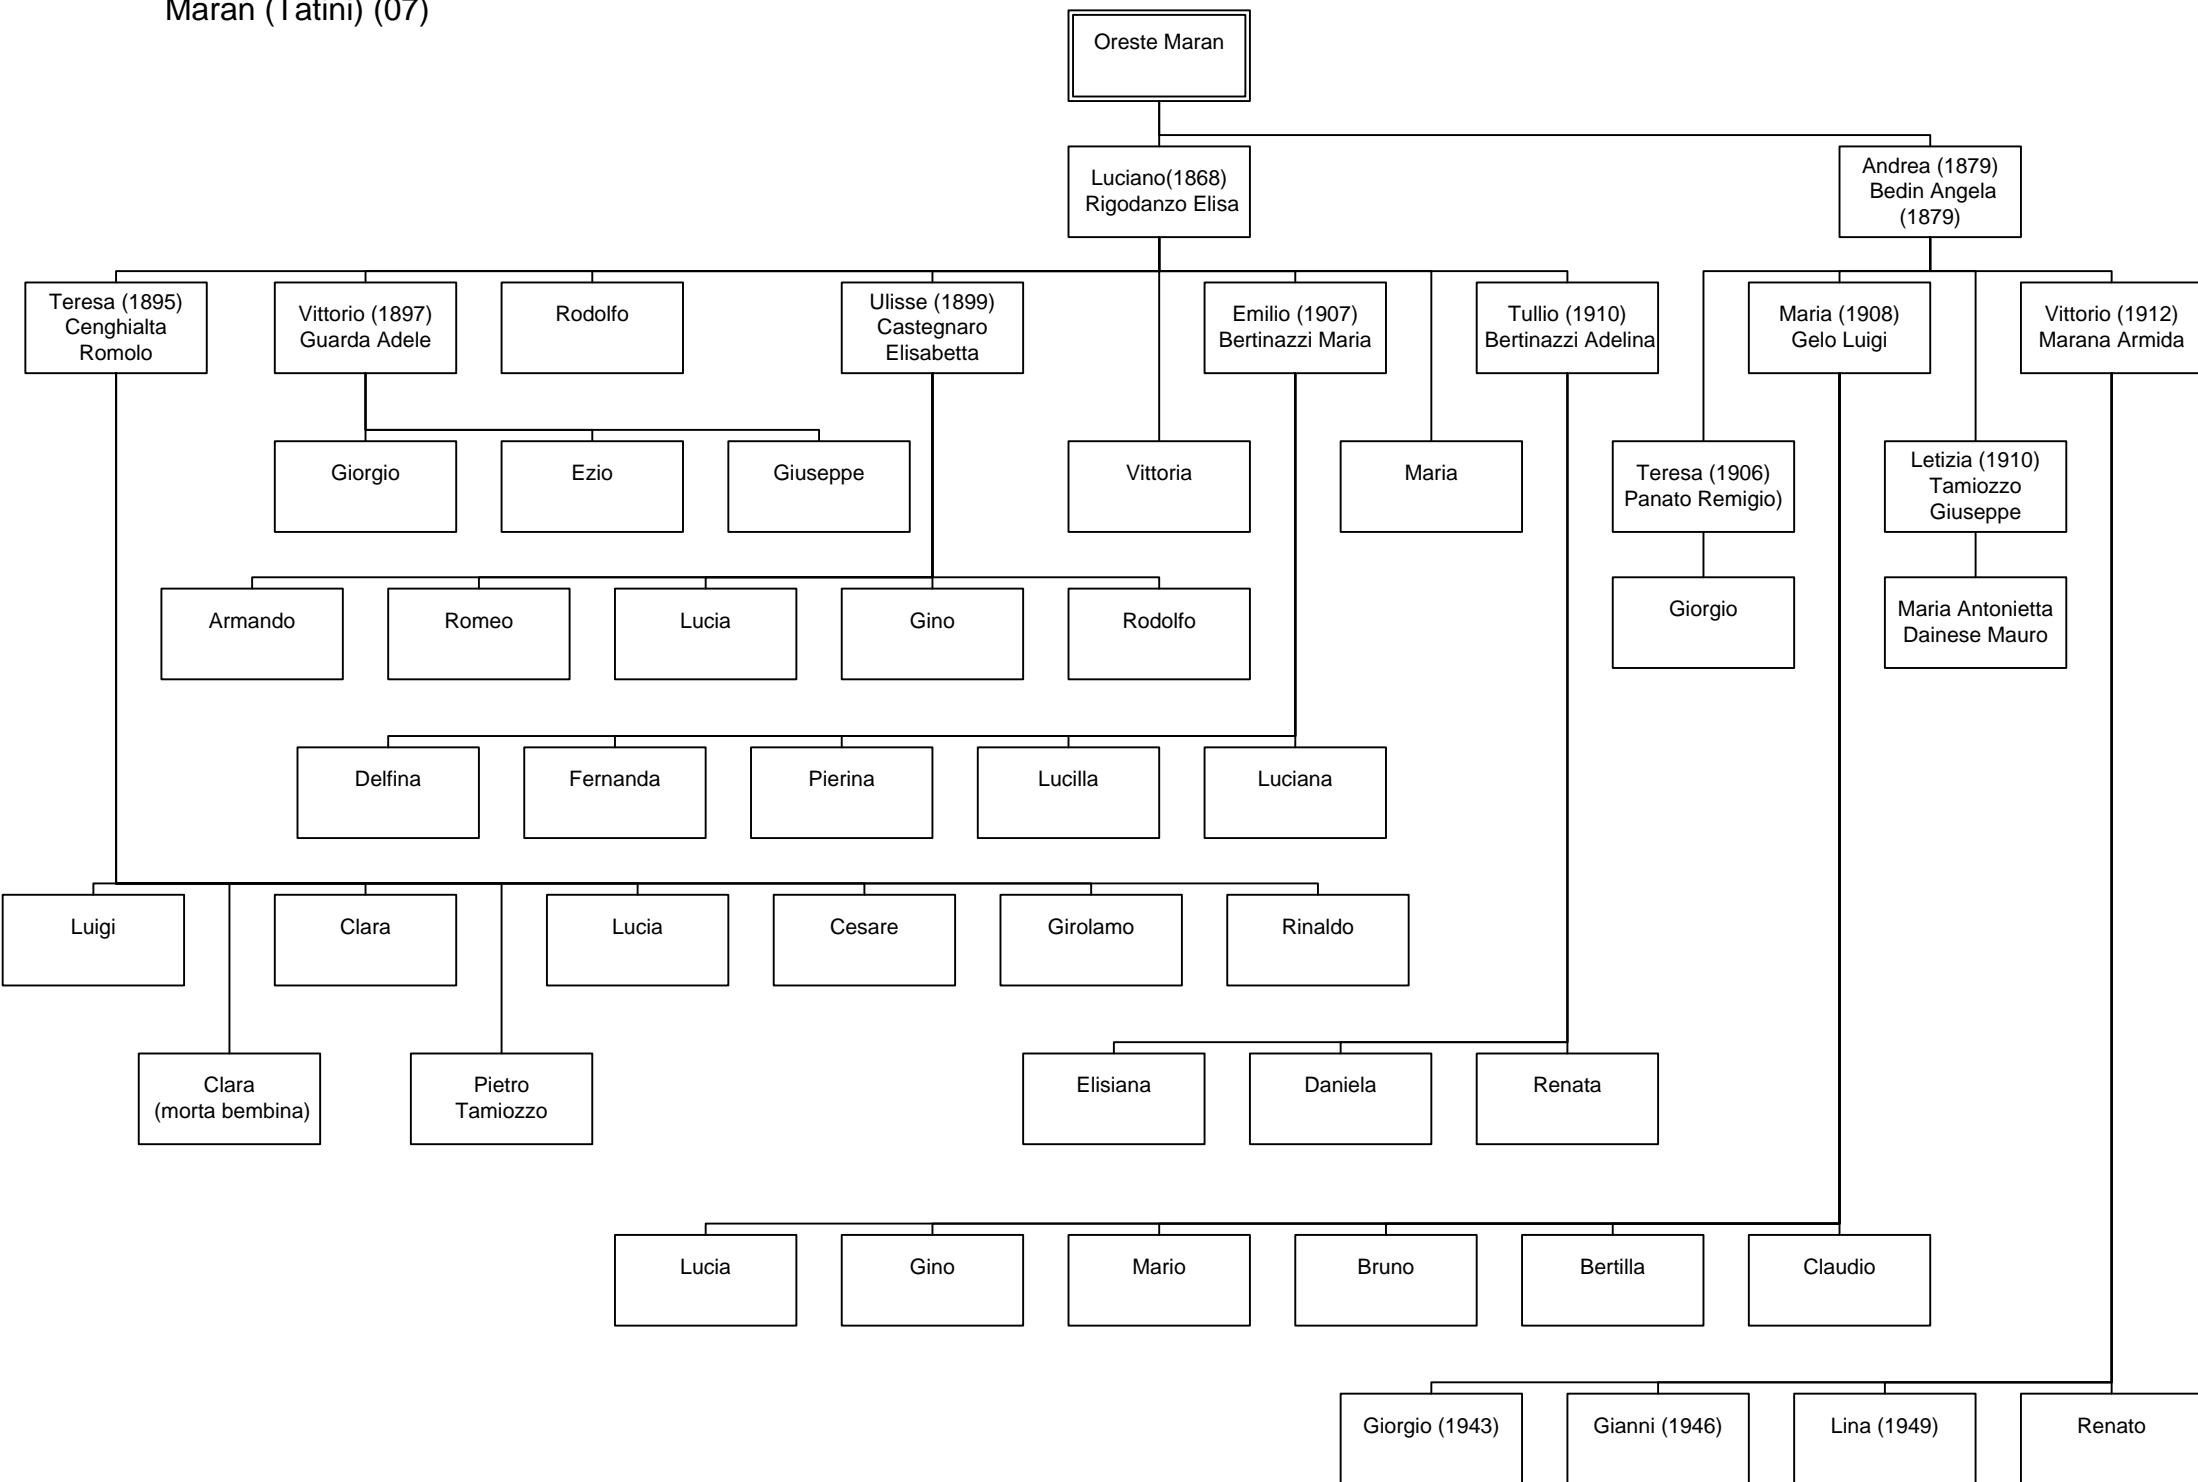 Maran (Tatini) (07)
Oreste Maran
Luciano(1868)
Rigodanzo Elisa
Andrea (1879)
Bedin Angela
(1879)
Teresa (1895)
Cenghialta
Romolo
Vittorio (1897)
Guarda Adele
Rodolfo
Ulisse (1899)
Castegnaro
Elisabetta
Emilio (1907)
Bertinazzi Maria
Tullio (1910)
Bertinazzi Adelina
Maria (1908)
Gelo Luigi
Vittorio (1912)
Marana Armida
Giorgio
Ezio
Giuseppe
Vittoria
Maria
Teresa (1906)
Panato Remigio)
Letizia (1910)
Tamiozzo
Giuseppe
Armando
Romeo
Lucia
Gino
Rodolfo
Giorgio
Maria Antonietta
Dainese Mauro
Delfina
Fernanda
Pierina
Lucilla
Luciana
Luigi
Clara
Lucia
Cesare
Girolamo
Rinaldo
Clara
(morta bembina)
Pietro
Tamiozzo
Elisiana
Daniela
Renata
Lucia
Gino
Mario
Bruno
Bertilla
Claudio
Giorgio (1943)
Gianni (1946)
Lina (1949)
Renato